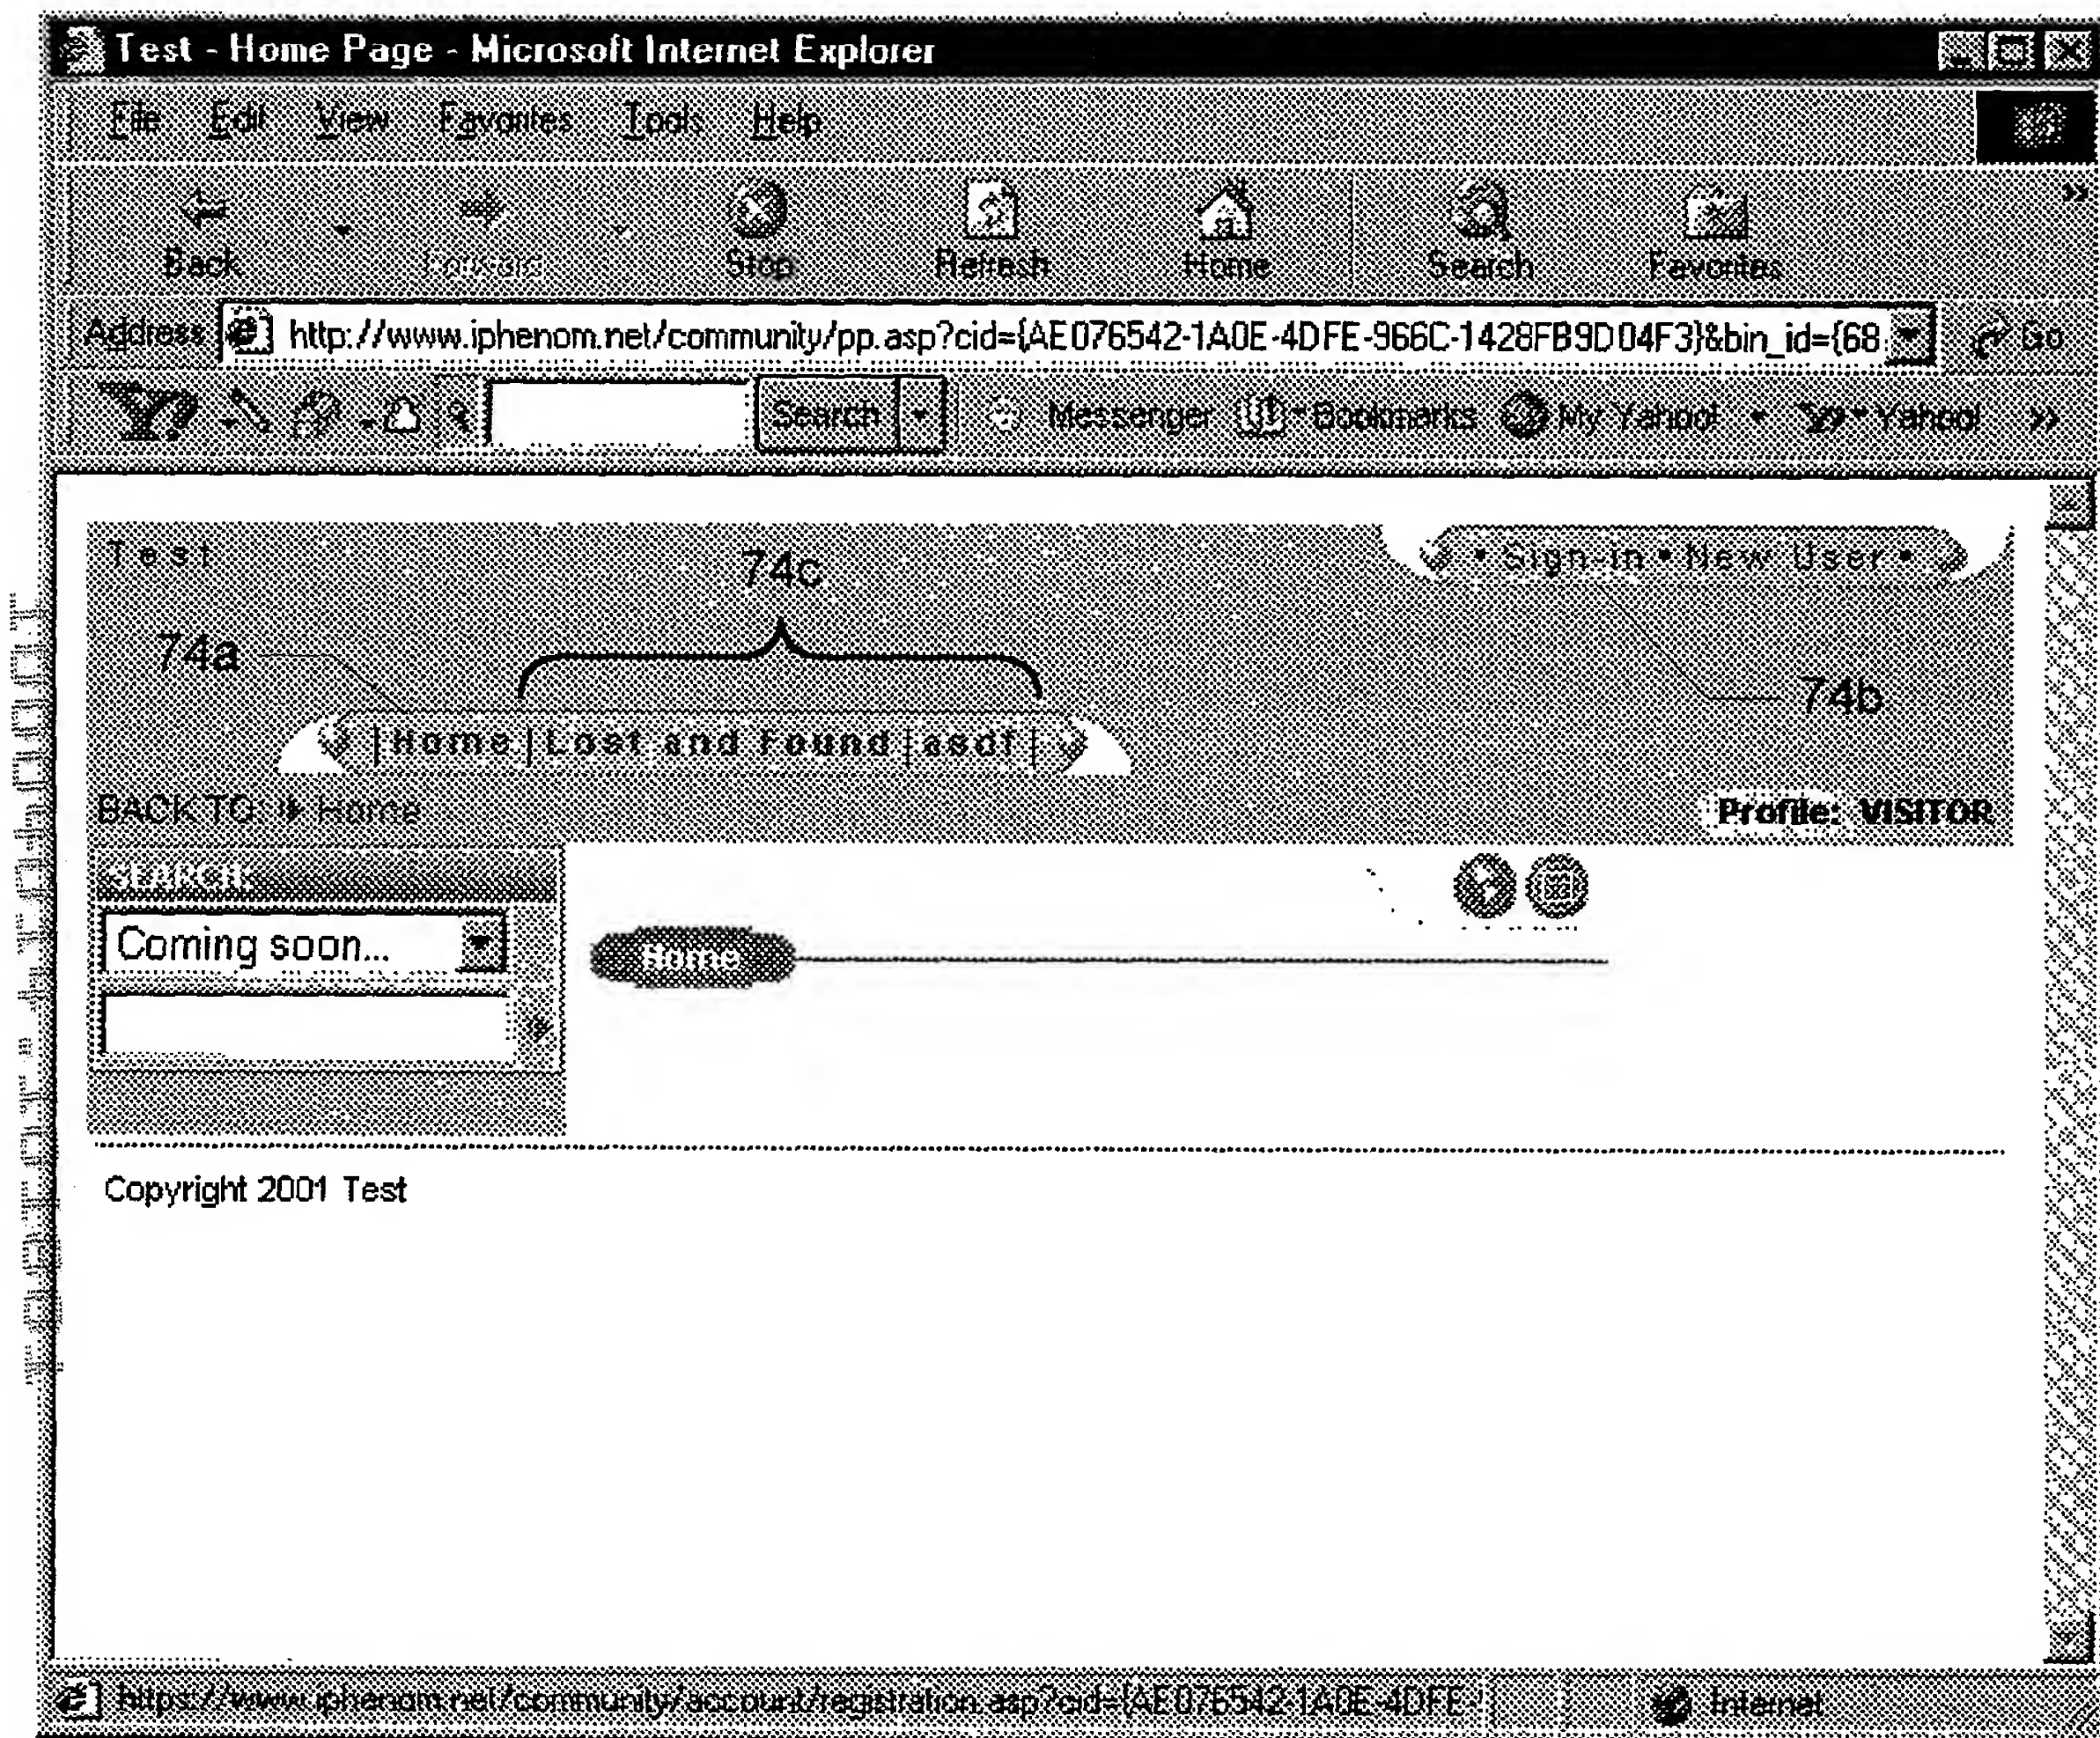 Test - Home Page - Microsoft Internet Explorer
File Edit View Favorites Tools Help
Back Forward Stop Refresh Home Search Favorites »
Address http://www.iphenom.net/community/pp.asp?cid={AE076542-1A0E-4DFE-966C-1428FB9D04F3}&bin_id={68 Go
Y? Search Messenger Bookmarks My Yahoo! Y? Yahoo! »
Test 74c • Sign-in • New User •
74a
74b
| Home | Lost and Found | asdf |
BACK TO: Home Profile: VISITOR
SEARCH:
Coming soon...
Home
Copyright 2001 Test
https://www.iphenom.net/community/account/registration.asp?cid={AE076542-1A0E-4DFE- Internet